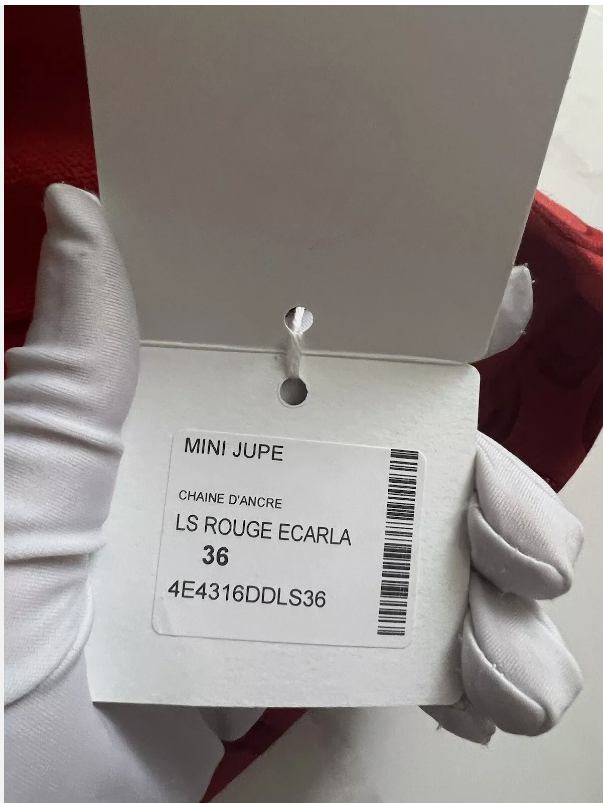 MINI JUPE
CHAINE D'ANCRE
LS ROUGE ECARLA
36
4E4316DDLS36